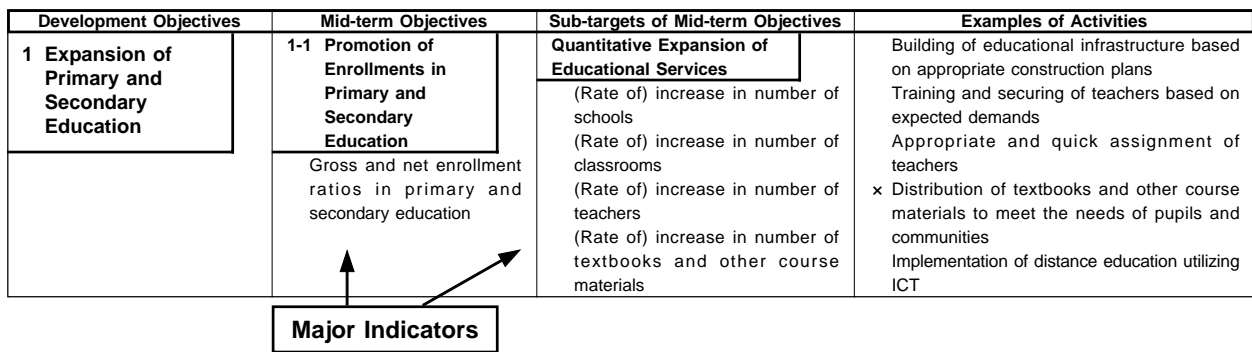 Development Objectives
Mid-term Objectives
Sub-targets of Mid-term Objectives
Examples of Activities
1 Expansion of
Primary and
Secondary
Education
1-1 Promotion of
Enrollments in
Primary and
Secondary
Education
Gross and net enrollment
ratios in primary and
secondary education
Quantitative Expansion of
Educational Services
(Rate of) increase in number of
schools
(Rate of) increase in number of
classrooms
(Rate of) increase in number of
teachers
(Rate of) increase in number of
textbooks and other course
materials
Building of educational infrastructure based
on appropriate construction plans
Training and securing of teachers based on
expected demands
Appropriate and quick assignment of
teachers
× Distribution of textbooks and other course
materials to meet the needs of pupils and
communities
Implementation of distance education utilizing
ICT
Major Indicators